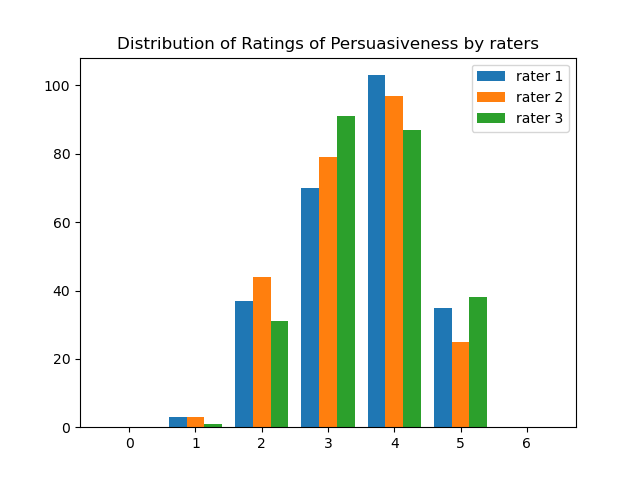 Distribution of Ratings of Persuasiveness by raters
rater 1
rater 2
rater 3
100
80
60
40
20
0
0 1 2 3 4 5 6